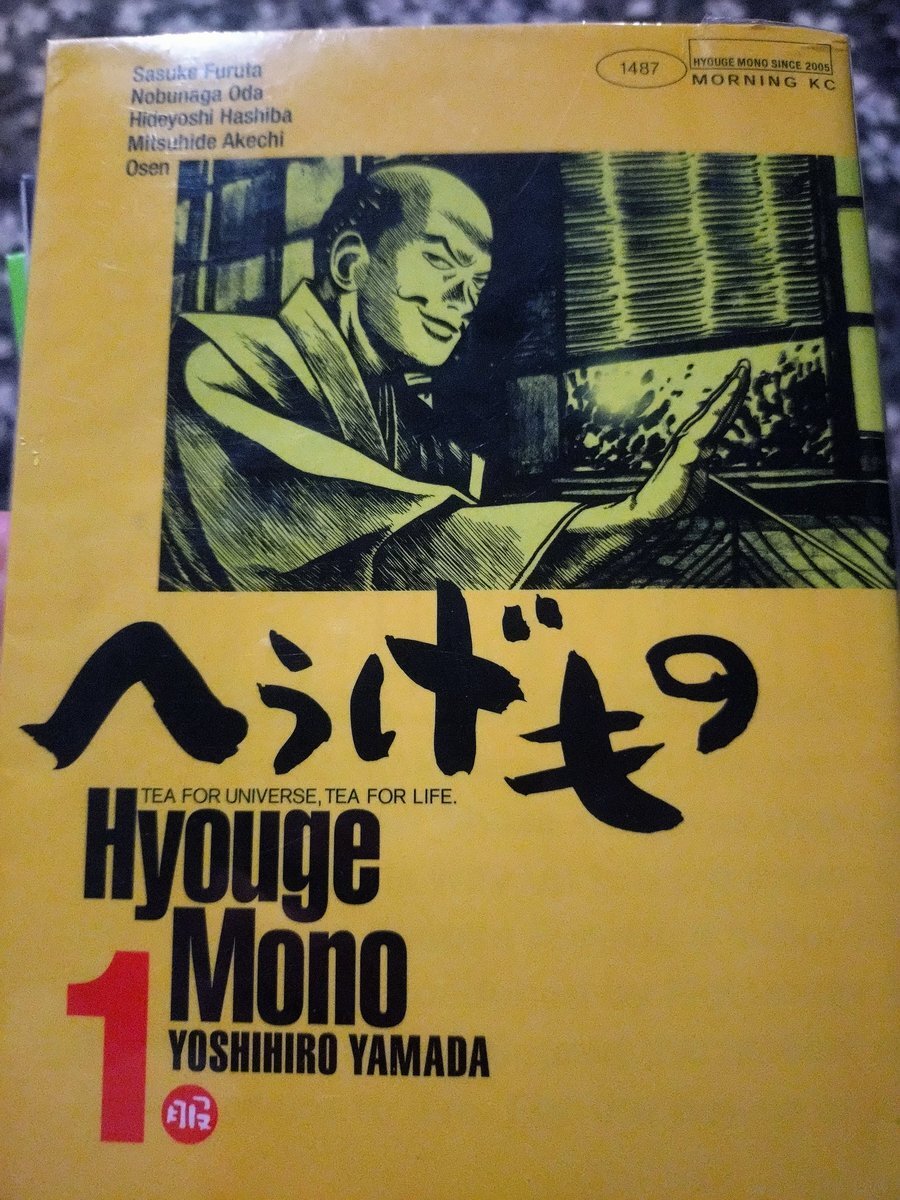 Sasuke Furuta
Nobunaga Oda
Hideyoshi Hashiba
Mitsuhide Akechi
Osen
1487
HYOUGE MONO SINCE 2005
MORNING KC
へうげもの
TEA FOR UNIVERSE, TEA FOR LIFE.
Hyouge
Mono
YOSHIHIRO YAMADA
1
服